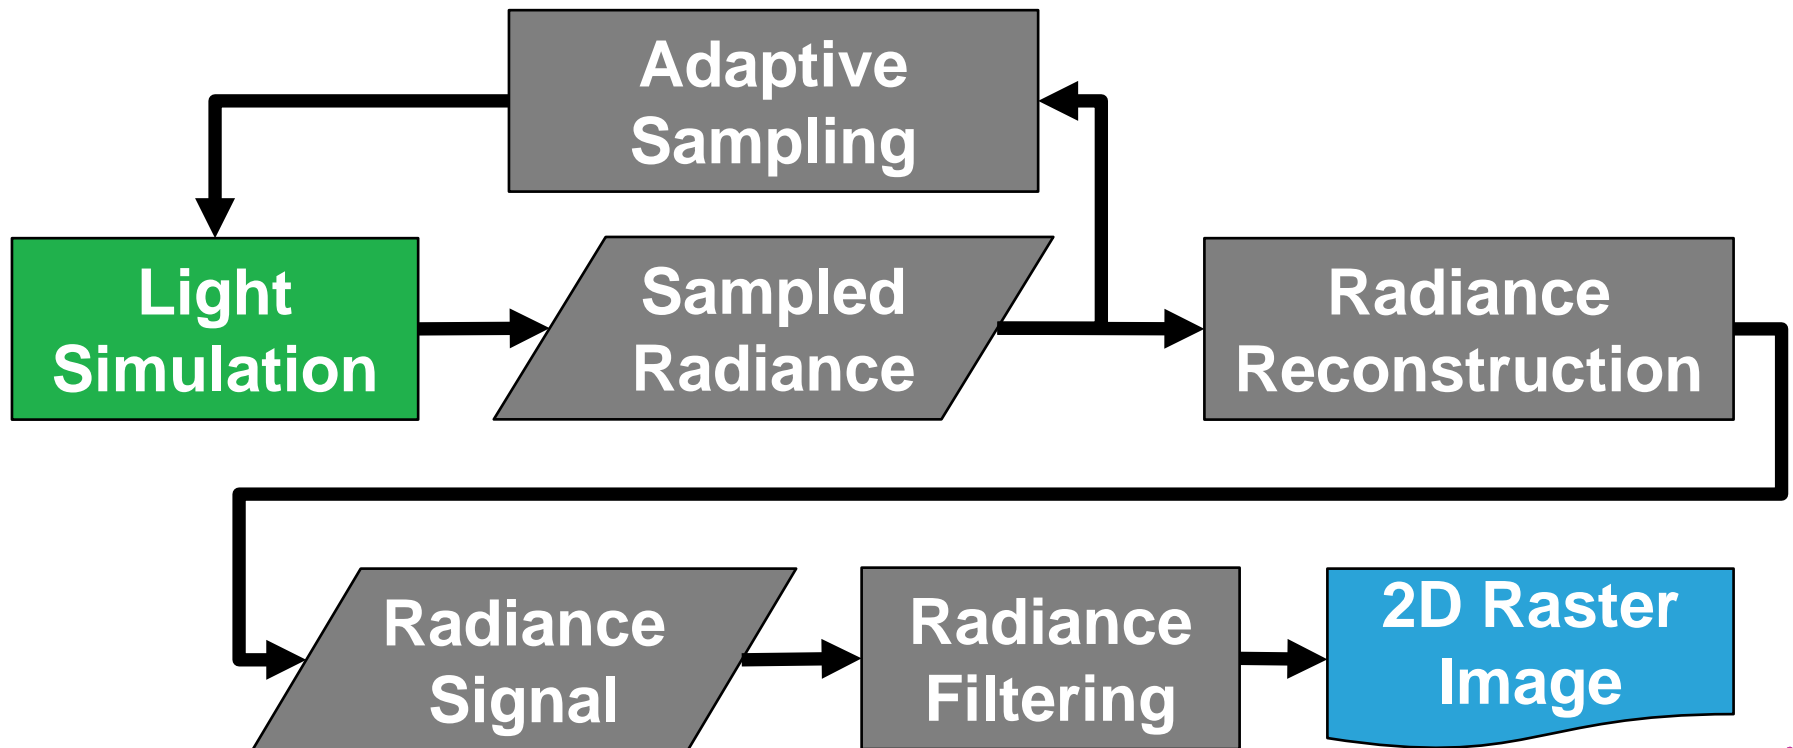 Adaptive
Sampling
Light
Simulation
Sampled
Radiance
Radiance
Reconstruction
Radiance
Signal
Radiance
Filtering
2D Raster
Image